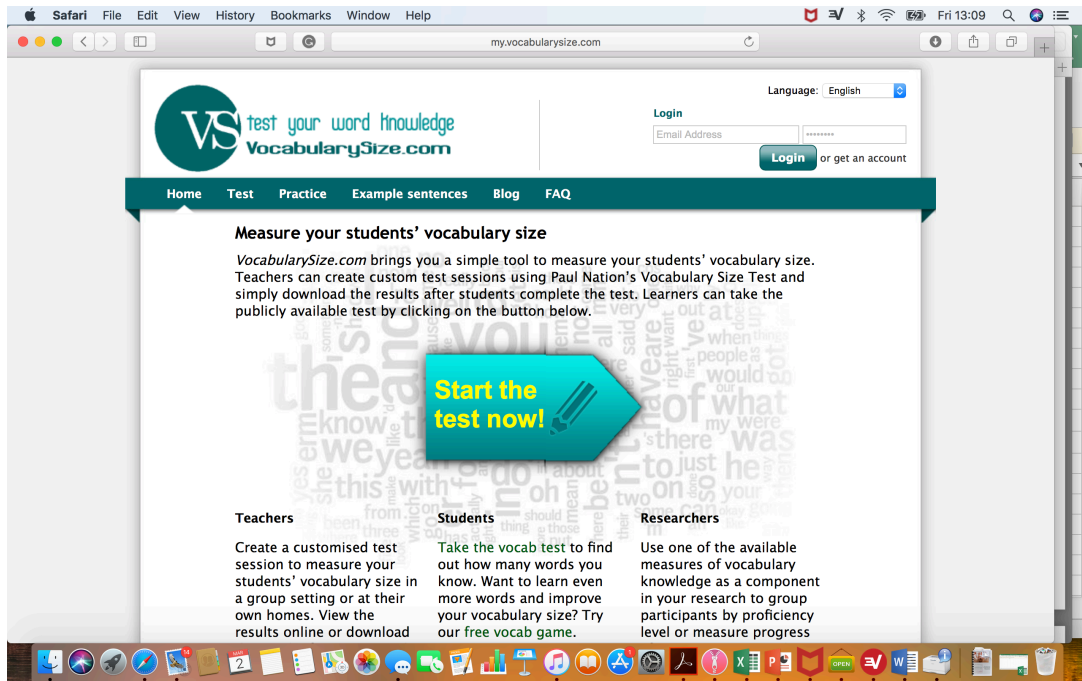 Safari File Edit View History Bookmarks Window Help Fri 13:09
my.vocabularysize.com
Language: English
VS test your word knowledge
VocabularySize.com
Login
Email Address
Login or get an account
Home Test Practice Example sentences Blog FAQ
Measure your students’ vocabulary size
VocabularySize.com brings you a simple tool to measure your students’ vocabulary size.
Teachers can create custom test sessions using Paul Nation’s Vocabulary Size Test and
simply download the results after students complete the test. Learners can take the
publicly available test by clicking on the button below.
Start the
test now!
Teachers
Create a customised test
session to measure your
students’ vocabulary size in
a group setting or at their
own homes. View the
results online or download
Students
Take the vocab test to find
out how many words you
know. Want to learn even
more words and improve
your vocabulary size? Try
our free vocab game.
Researchers
Use one of the available
measures of vocabulary
knowledge as a component
in your research to group
participants by proficiency
level or measure progress